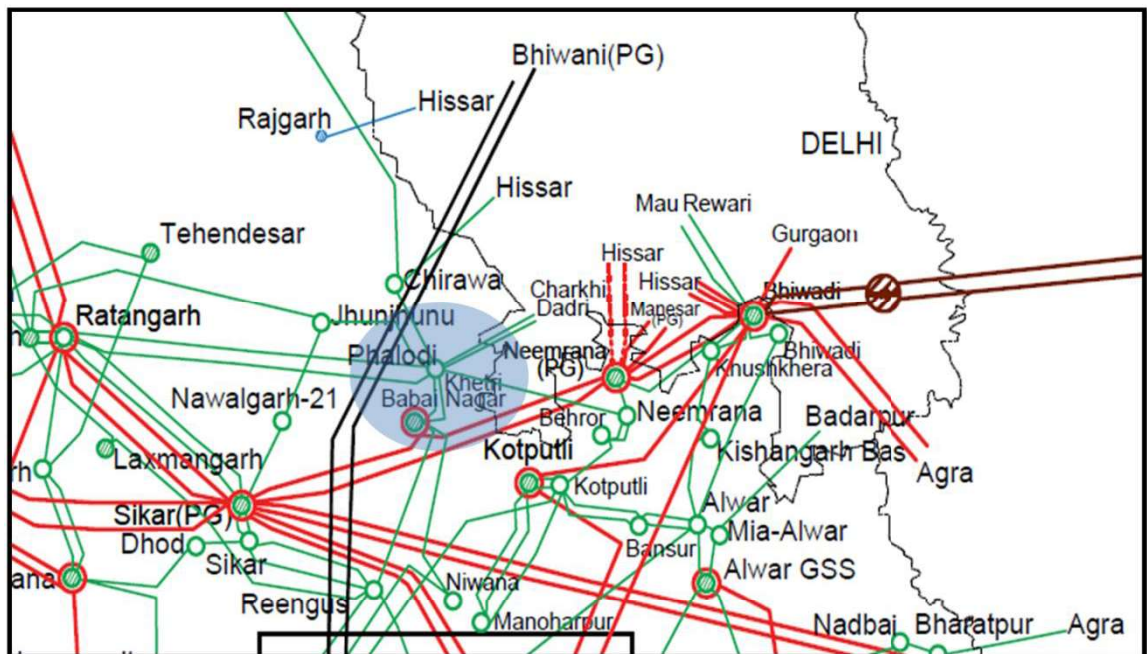 Bhiwani(PG)
Hissar
Rajgarh
DELHI
Hissar
Mau Rewari
Tehendesar
Gurgaon
Hissar
Hissar
Chirawa
Charkhi
Dadri
Manesar
(PG)
Bhiwadi
Ratangarh
Jhunjhunu
Phalodi
Neemrana
(PG)
Bhiwadi
Khushkhera
Khetri
Nagar
Babai
Nawalgarh-21
Behror
Neemrana
Badarpur
Laxmangarh
Kotputli
Kishangarh Bas
Agra
rh
Kotputli
Sikar(PG)
Alwar
Dhod
Mia-Alwar
Bansur
Sikar
Alwar GSS
ana
Niwana
Reengus
Manoharpur
Nadbai
Bharatpur
Agra